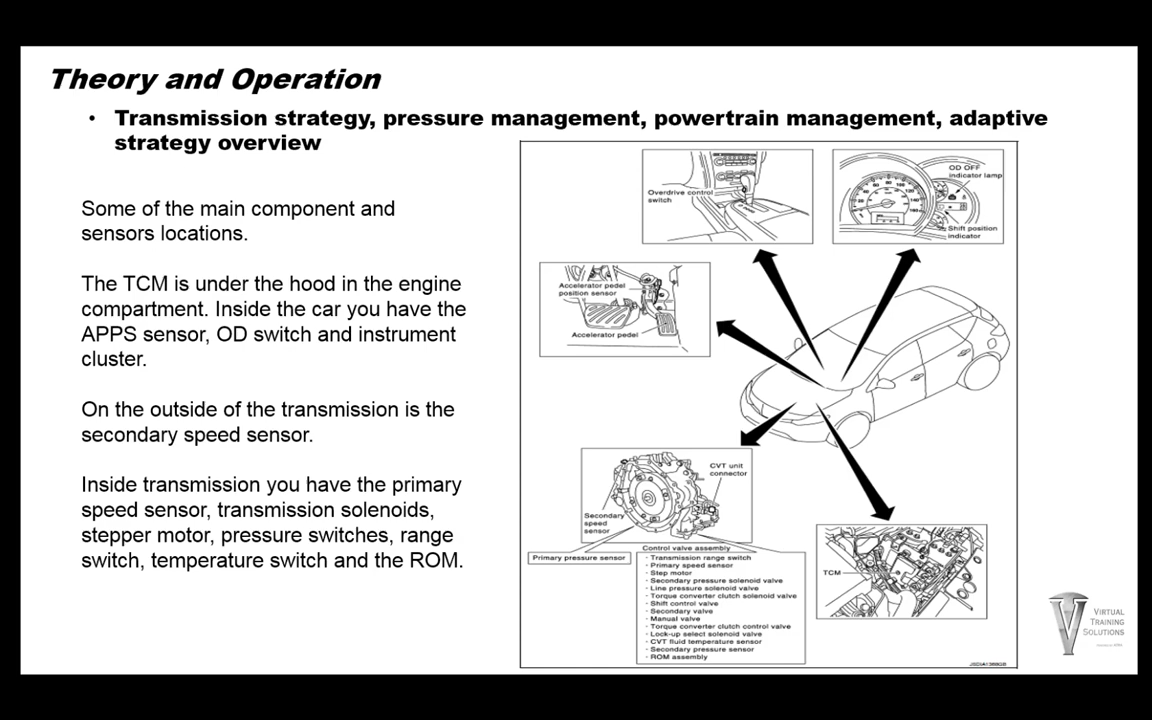 Theory and Operation
• Transmission strategy, pressure management, powertrain management, adaptive
strategy overview
Some of the main component and
sensors locations.
The TCM is under the hood in the engine
compartment. Inside the car you have the
APPS sensor, OD switch and instrument
cluster.
On the outside of the transmission is the
secondary speed sensor.
Inside transmission you have the primary
speed sensor, transmission solenoids,
stepper motor, pressure switches, range
switch, temperature switch and the ROM.
Overdrive control
switch
OD OFF
indicator lamp
Shift position
indicator
Accelerator pedel
position sensor
Accelerator pedel
CVT unit
connector
Secondary
speed
sensor
Primary pressure sensor
Control valve assembly
· Transmission range switch
· Primary speed sensor
· Step motor
· Secondary pressure solenoid valve
· Line pressure solenoid valve
· Torque converter clutch solenoid valve
· Shift control valve
· Secondary valve
· Manual valve
· Torque converter clutch control valve
· Lock-up select solenoid valve
· CVT fluid temperature sensor
· Secondary pressure sensor
· ROM assembly
TCM
VIRTUAL
TRAINING
SOLUTIONS